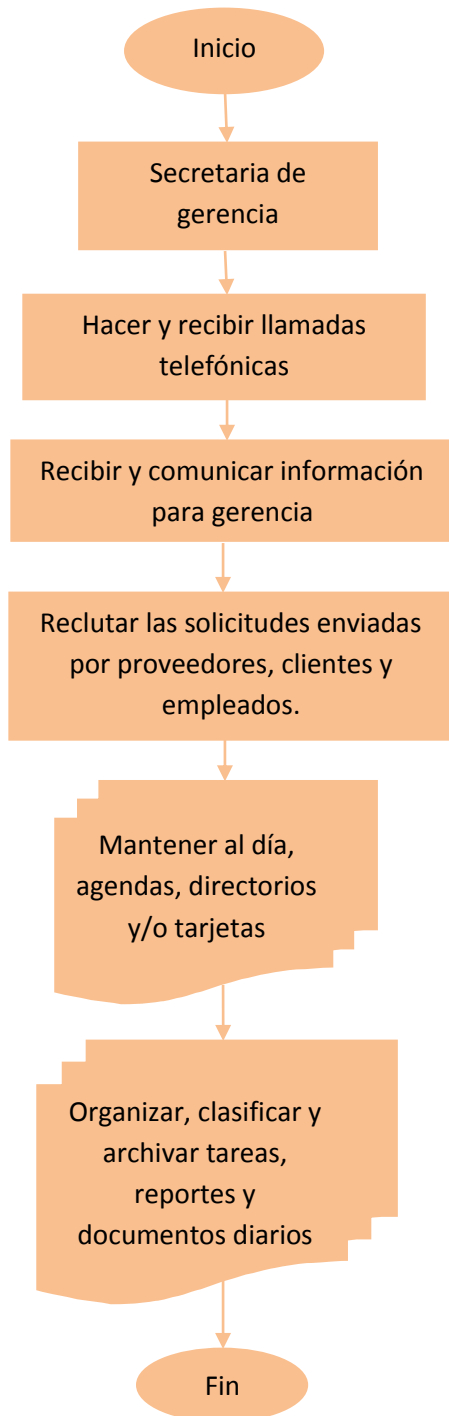 Inicio
Secretaria de
gerencia
Hacer y recibir llamadas
telefónicas
Recibir y comunicar información
para gerencia
Reclutar las solicitudes enviadas
por proveedores, clientes y
empleados.
Mantener al día,
agendas, directorios
y/o tarjetas
Organizar, clasificar y
archivar tareas,
reportes y
documentos diarios
Fin